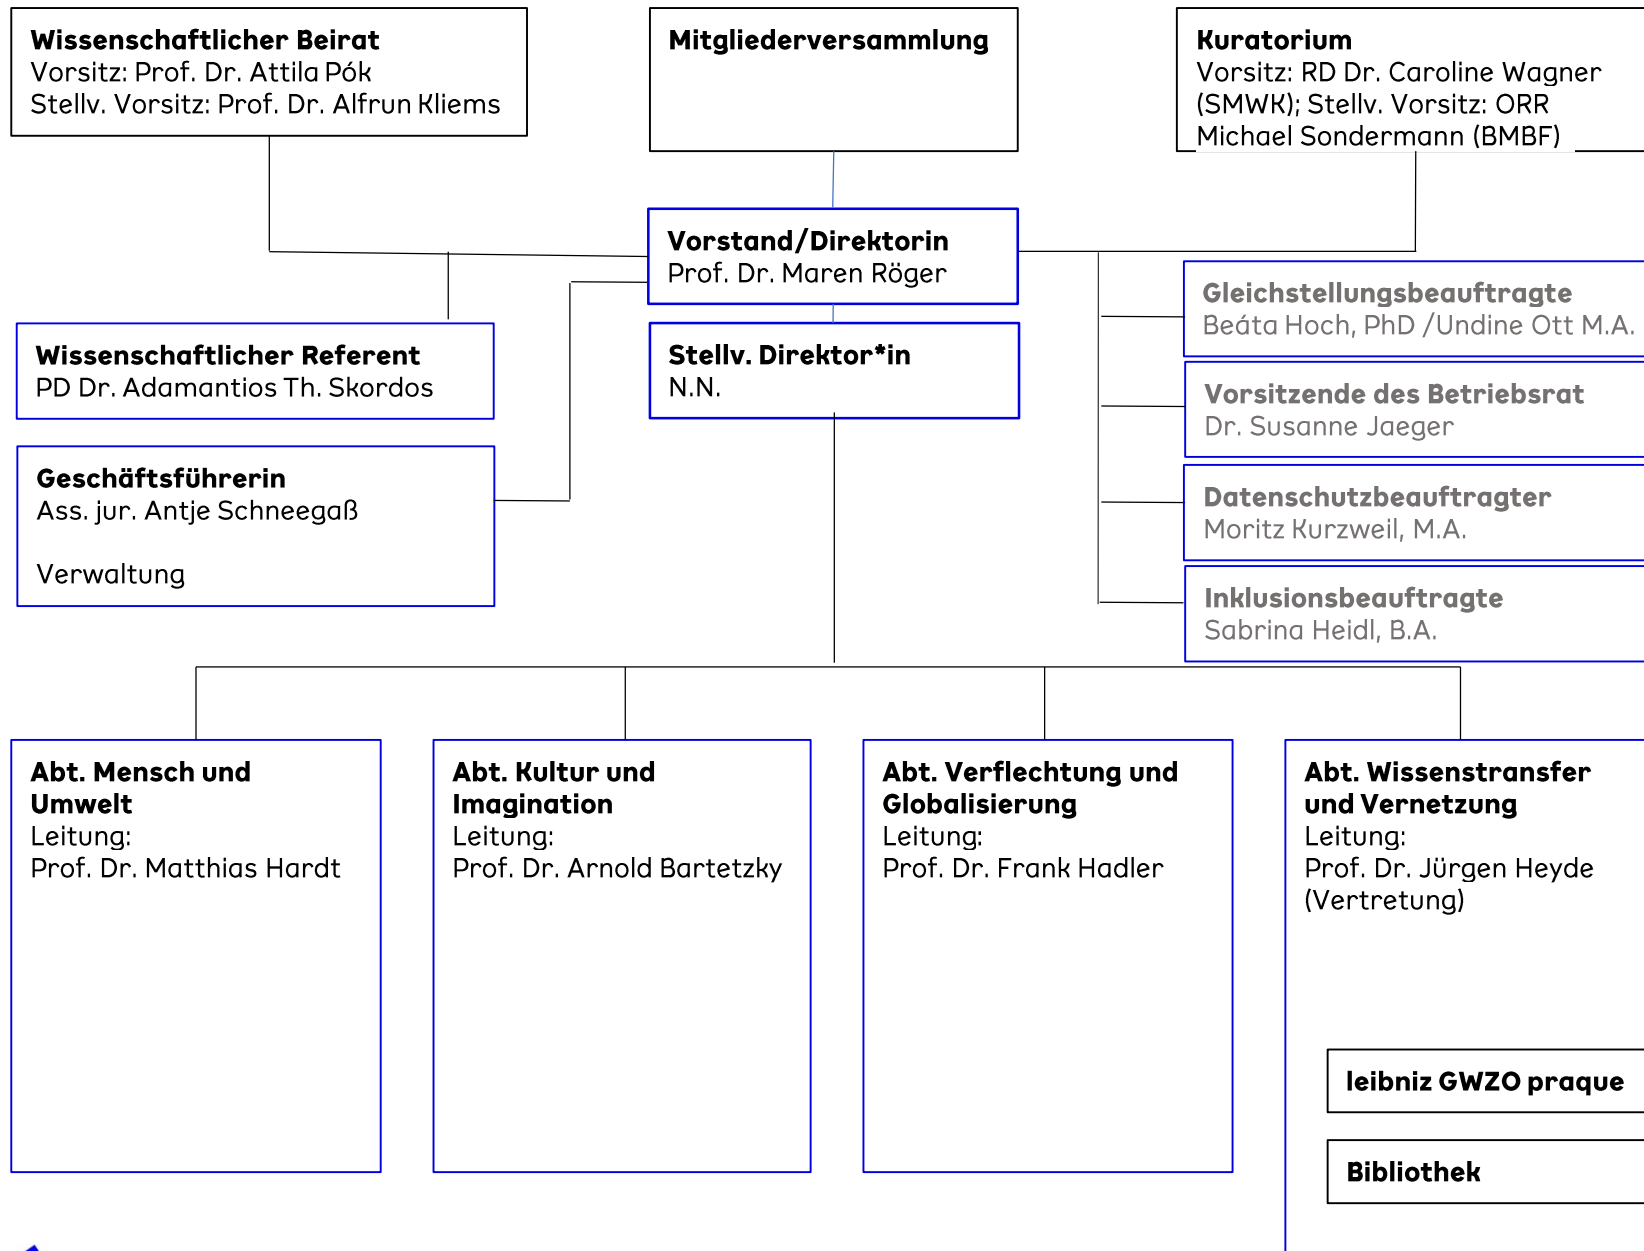 Wissenschaftlicher Beirat
Vorsitz: Prof. Dr. Attila Pók
Stellv. Vorsitz: Prof. Dr. Alfrun Kliems
Mitgliederversammlung
Kuratorium
Vorsitz: RD Dr. Caroline Wagner
(SMWK); Stellv. Vorsitz: ORR
Michael Sondermann (BMBF)
Vorstand/Direktorin
Prof. Dr. Maren Röger
Gleichstellungsbeauftragte
Beáta Hoch, PhD /Undine Ott M.A.
Wissenschaftlicher Referent
PD Dr. Adamantios Th. Skordos
Stellv. Direktor*in
N.N.
Vorsitzende des Betriebsrat
Dr. Susanne Jaeger
Geschäftsführerin
Ass. jur. Antje Schneegaß
Verwaltung
Datenschutzbeauftragter
Moritz Kurzweil, M.A.
Inklusionsbeauftragte
Sabrina Heidl, B.A.
Abt. Mensch und
Umwelt
Leitung:
Prof. Dr. Matthias Hardt
Abt. Kultur und
Imagination
Leitung:
Prof. Dr. Arnold Bartetzky
Abt. Verflechtung und
Globalisierung
Leitung:
Prof. Dr. Frank Hadler
Abt. Wissenstransfer
und Vernetzung
Leitung:
Prof. Dr. Jürgen Heyde
(Vertretung)
leibniz GWZO praque
Bibliothek